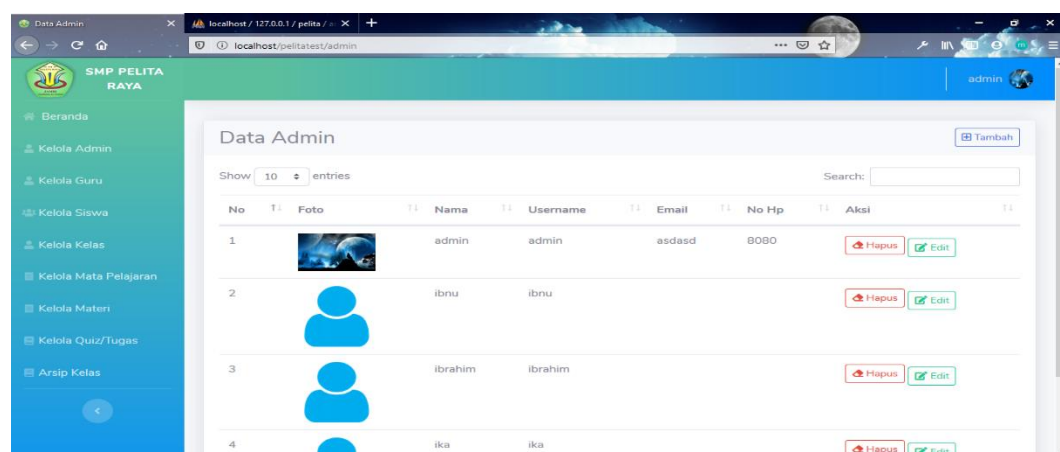 Data Admin
localhost / 127.0.0.1 / pelita /
localhost/pelitatest/admin
SMP PELITA
RAYA
admin
Beranda
Kelola Admin
Kelola Guru
Kelola Siswa
Kelola Kelas
Kelola Mata Pelajaran
Kelola Materi
Kelola Quiz/Tugas
Arsip Kelas
Data Admin
Tambah
Show 10 entries Search:
No Foto Nama Username Email No Hp Aksi
1 admin admin asdasd 8080 Hapus Edit
2 ibnu ibnu Hapus Edit
3 ibrahim ibrahim Hapus Edit
4 ika ika Hapus Edit